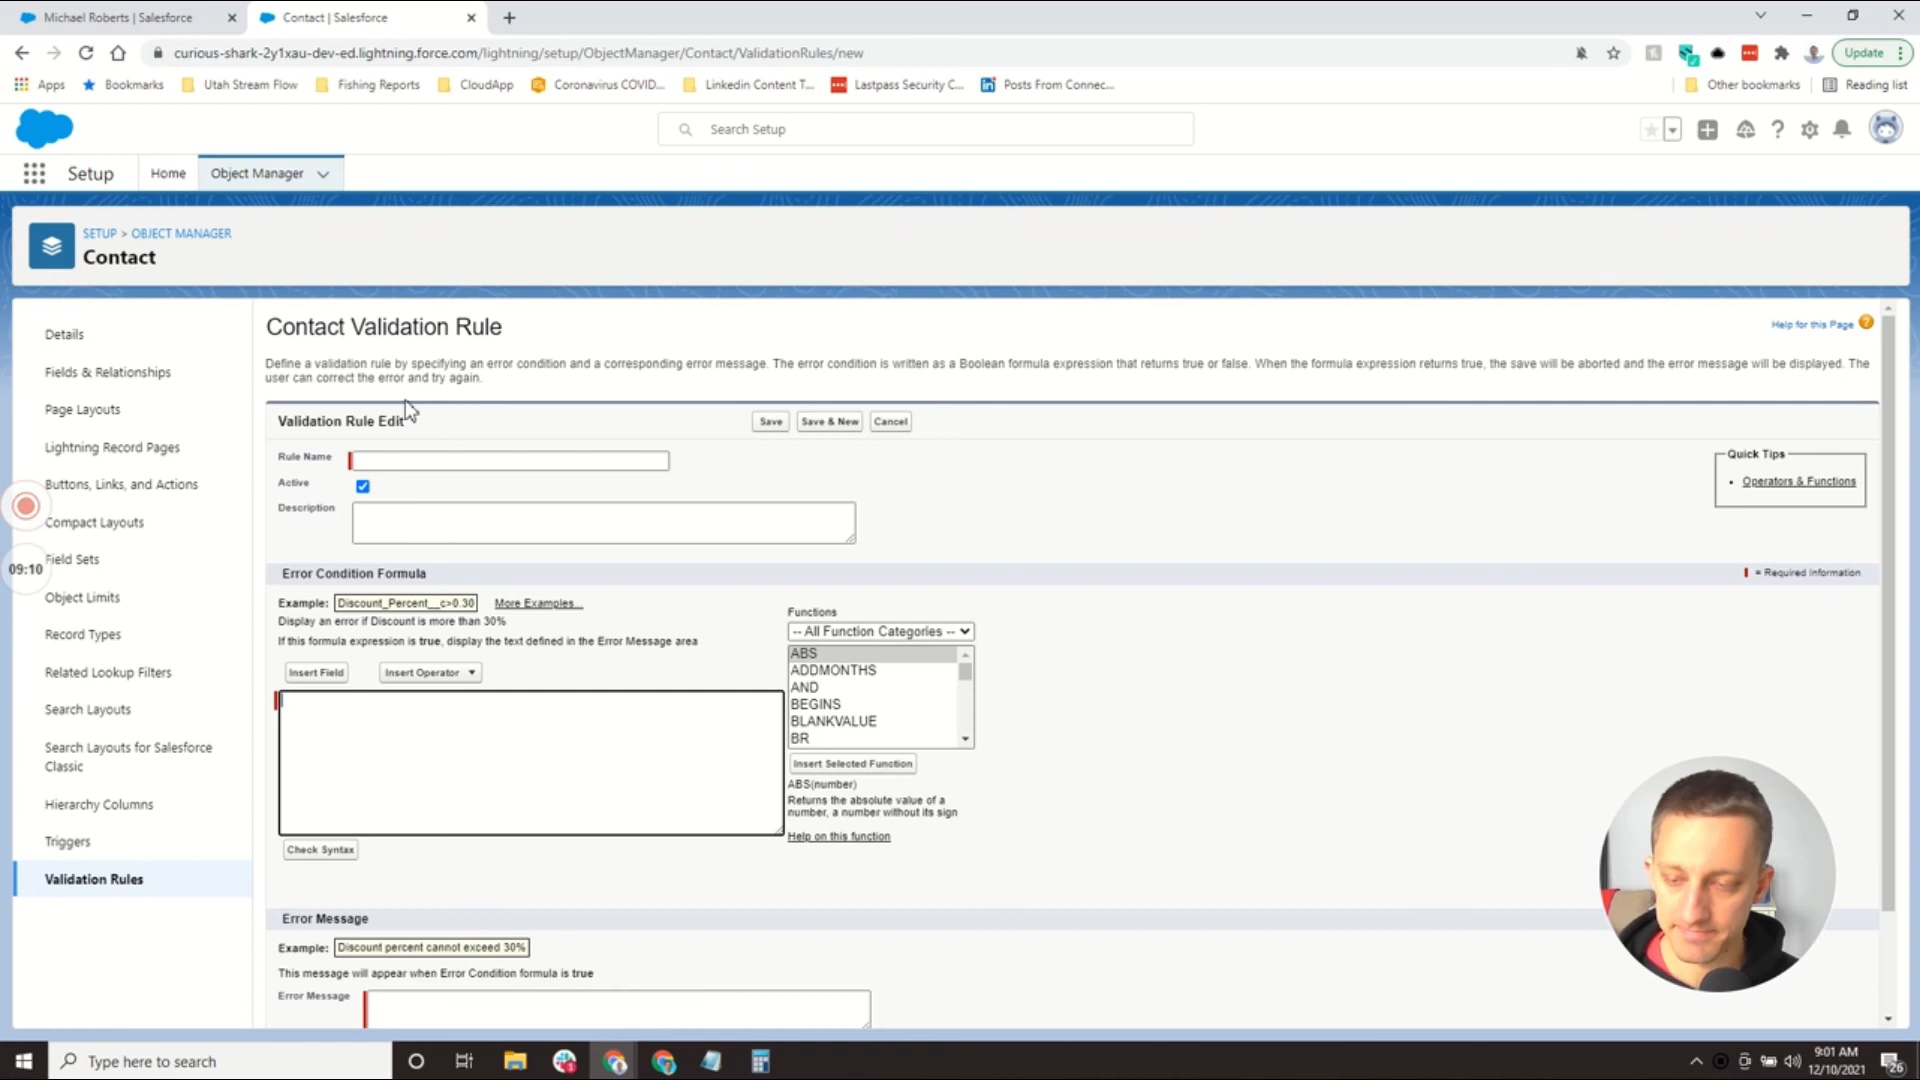 Michael Roberts | Salesforce
Contact | Salesforce
curious-shark-2y1xau-dev-ed.lightning.force.com/lightning/setup/ObjectManager/Contact/ValidationRules/new
Update
Apps
Bookmarks
Utah Stream Flow
Fishing Reports
CloudApp
Coronavirus COVID...
Linkedin Content T...
Lastpass Security C...
Posts From Connec...
Other bookmarks
Reading list
Search Setup
Setup
Home
Object Manager
SETUP > OBJECT MANAGER
Contact
Details
Fields & Relationships
Page Layouts
Lightning Record Pages
Buttons, Links, and Actions
Compact Layouts
Field Sets
Object Limits
Record Types
Related Lookup Filters
Search Layouts
Search Layouts for Salesforce
Classic
Hierarchy Columns
Triggers
Validation Rules
09:10
Contact Validation Rule
Help for this Page
Define a validation rule by specifying an error condition and a corresponding error message. The error condition is written as a Boolean formula expression that returns true or false. When the formula expression returns true, the save will be aborted and the error message will be displayed. The
user can correct the error and try again.
Validation Rule Edit
Save
Save & New
Cancel
Rule Name
Active
Description
Quick Tips
• Operators & Functions
Error Condition Formula
= Required Information
Example: Discount_Percent__c>0.30 More Examples...
Display an error if Discount is more than 30%
If this formula expression is true, display the text defined in the Error Message area
Insert Field
Insert Operator
Functions
-- All Function Categories --
ABS
ADDMONTHS
AND
BEGINS
BLANKVALUE
BR
Insert Selected Function
ABS(number)
Returns the absolute value of a
number, a number without its sign
Help on this function
Check Syntax
Error Message
Example: Discount percent cannot exceed 30%
This message will appear when Error Condition formula is true
Error Message
Type here to search
9:01 AM
12/10/2021
26